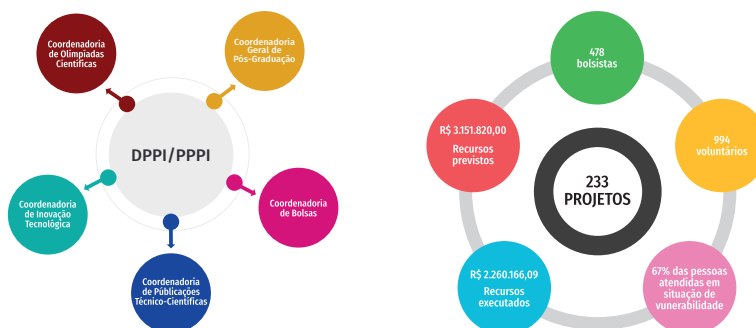 Coordenadoria
de Olimpíadas
Científicas
Coordenadoria
Geral de
Pós-Graduação
DPPI/PPPI
Coordenadoria
de Inovação
Tecnológica
Coordenadoria
de Bolsas
Coordenadoria
de Públicações
Técnico-Científicas
478
bolsistas
R$ 3.151.820,00
Recursos
previstos
994
voluntários
233
PROJETOS
R$ 2.260.166,09
Recursos
executados
67% das pessoas
atendidas em
situação de
vunerabilidade